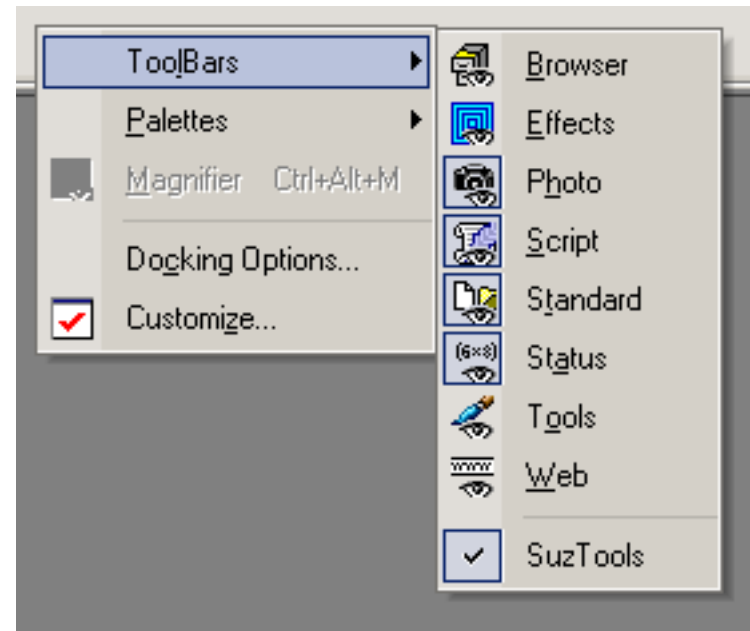 ToolBars
Palettes
Magnifier Ctrl+Alt+M
Docking Options...
Customize...
Browser
Effects
Photo
Script
Standard
(6×8) Status
Tools
Web
SuzTools